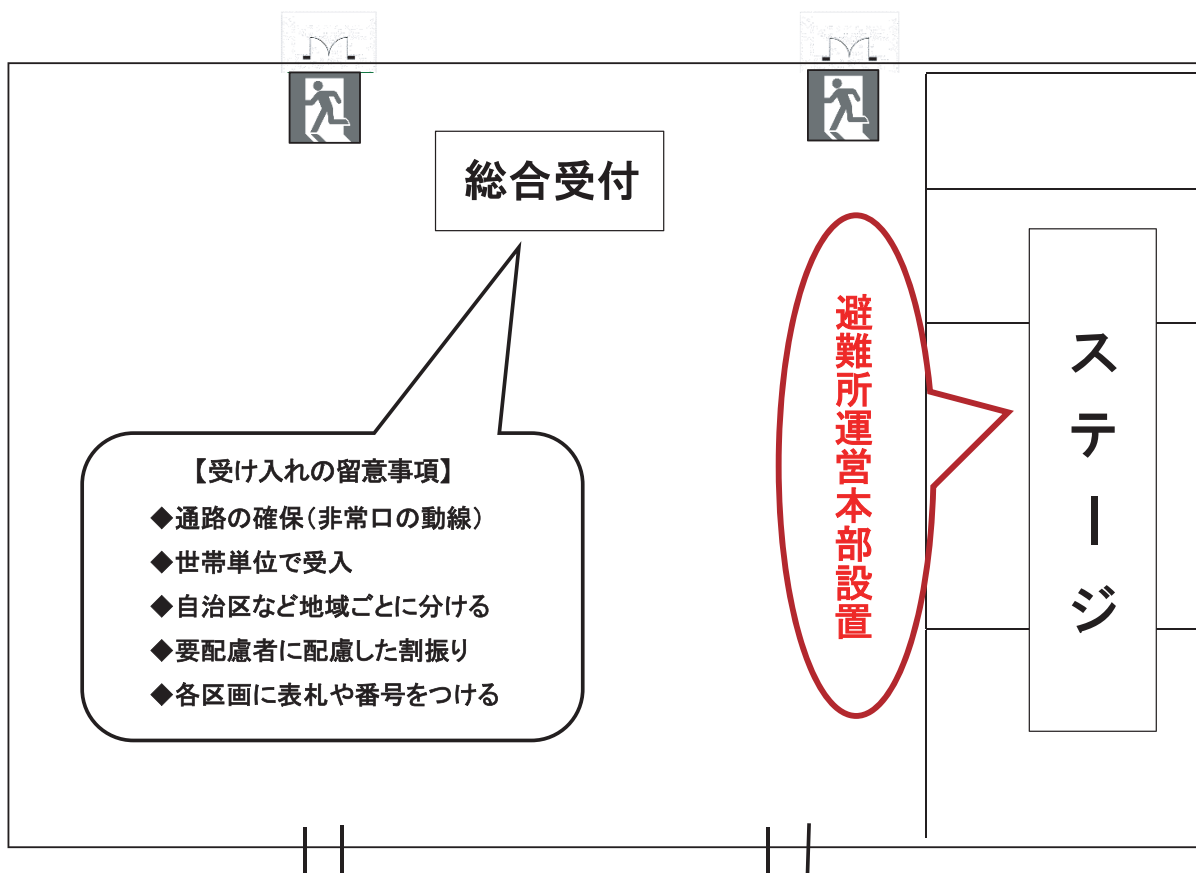 総合受付
【受け入れの留意事項】
◆通路の確保（非常口の動線）
◆世帯単位で受入
◆自治区など地域ごとに分ける
◆要配慮者に配慮した割振り
◆各区画に表札や番号をつける
避難所運営本部設置
ステージ